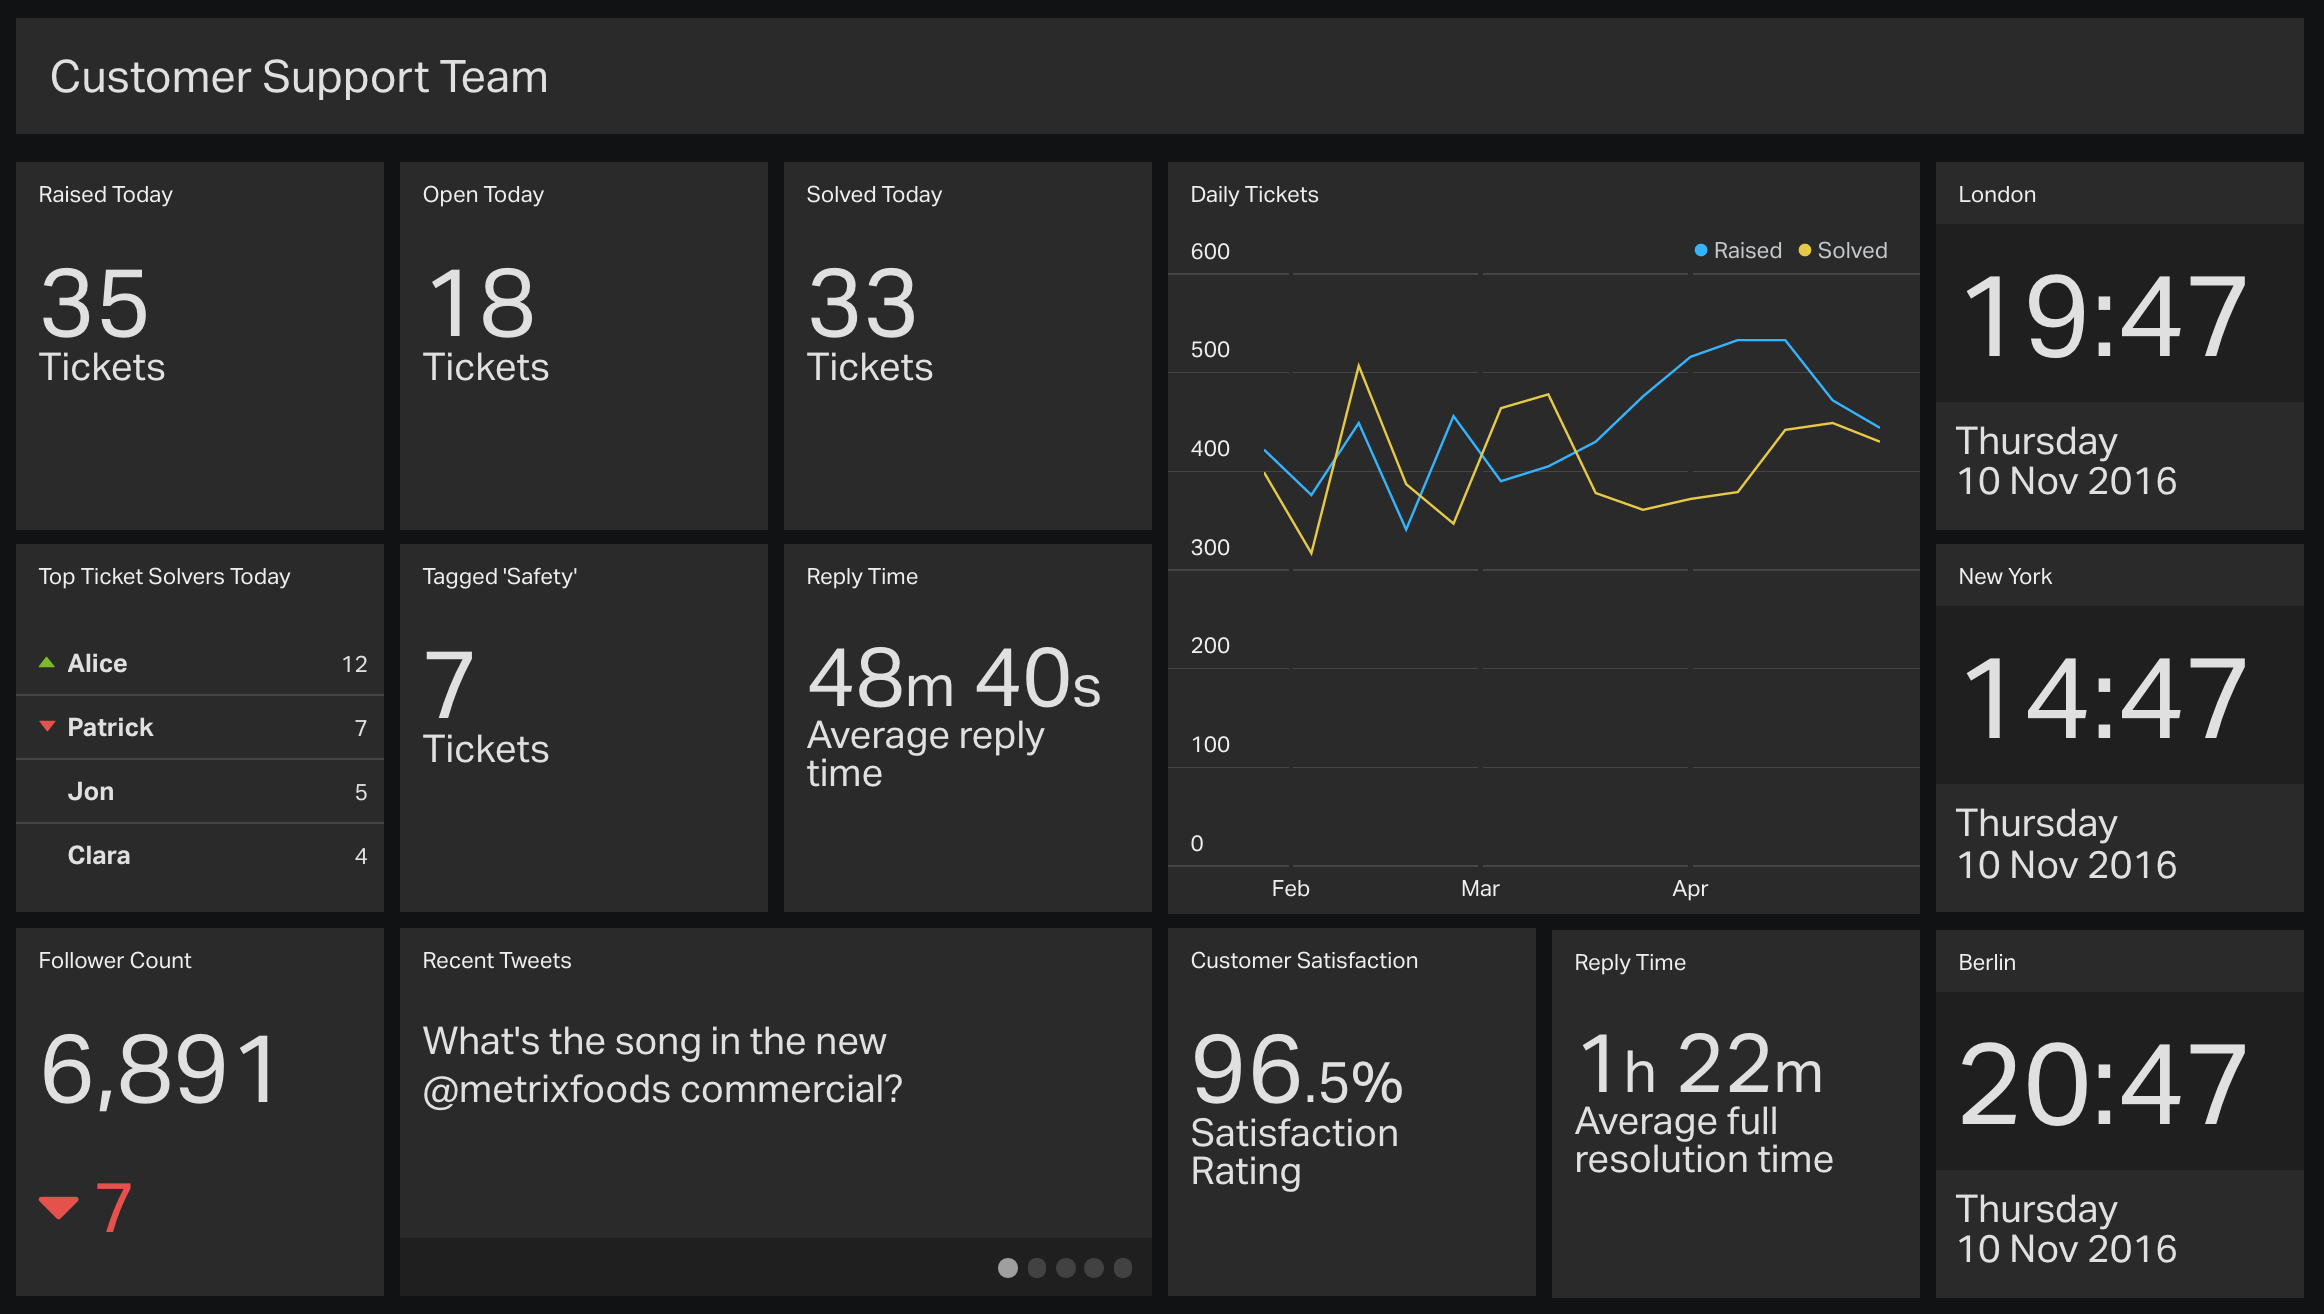 Customer Support Team
Raised Today
35
Tickets
Open Today
18
Tickets
Solved Today
33
Tickets
Daily Tickets
Raised Solved
600
500
400
300
200
100
0
Feb Mar Apr
London
19:47
Thursday
10 Nov 2016
Top Ticket Solvers Today
Alice 12
Patrick 7
Jon 5
Clara 4
Tagged 'Safety'
7
Tickets
Reply Time
48m 40s
Average reply
time
New York
14:47
Thursday
10 Nov 2016
Follower Count
6,891
7
Recent Tweets
What's the song in the new
@metrixfoods commercial?
Customer Satisfaction
96.5%
Satisfaction
Rating
Reply Time
1h 22m
Average full
resolution time
Berlin
20:47
Thursday
10 Nov 2016